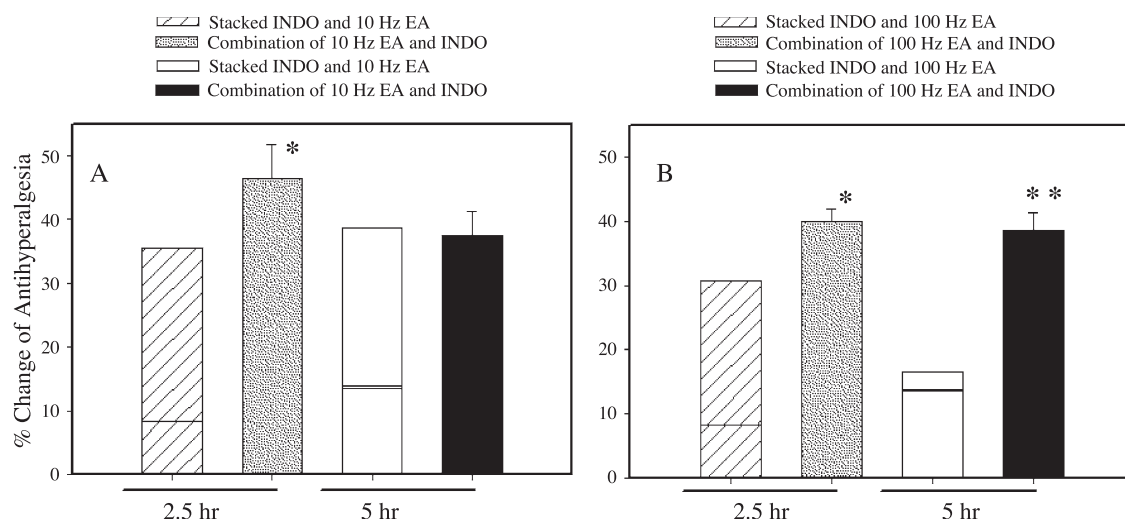 Stacked INDO and 10 Hz EA
Combination of 10 Hz EA and INDO
Stacked INDO and 10 Hz EA
Combination of 10 Hz EA and INDO
Stacked INDO and 100 Hz EA
Combination of 100 Hz EA and INDO
Stacked INDO and 100 Hz EA
Combination of 100 Hz EA and INDO
% Change of Antihyperalgesia
50
40
30
20
10
0
A
*
2.5 hr
5 hr
50
40
30
20
10
0
B
*
* *
2.5 hr
5 hr